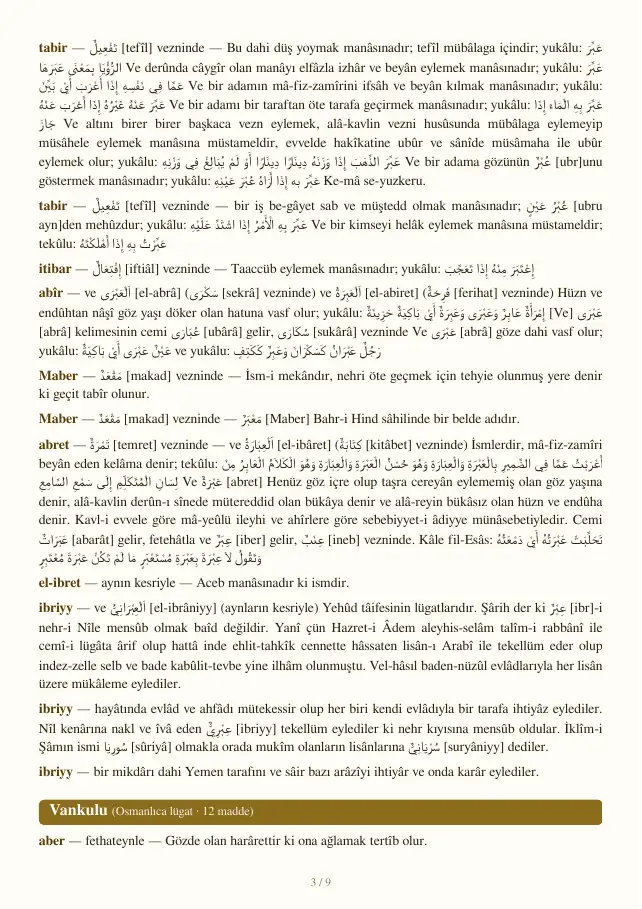 tabir — تَفْعِيلٌ [tefîl] vezninde — Bu dahi düş yoymak manâsınadır; tefîl mübâlaga içindir; yukâlu: عَبَّرَ
الرُّؤْيَا بِمَعْنَى عَبَرَهَا Ve derûnda câygîr olan manâyı elfâzla izhâr ve beyân eylemek manâsınadır; yukâlu: عَبَّرَ
عَمَّا فِى نَفْسِهِ إِذَا أَعْرَبَ أَىْ بَيَّنَ Ve bir adamın mâ-fiz-zamîrini ifsâh ve beyân kılmak manâsınadır; yukâlu:
عَبَّرَ عَنْهُ غَيْرُهُ إِذَا أَعْرَبَ عَنْهُ Ve bir adamı bir taraftan öte tarafa geçirmek manâsınadır; yukâlu: عَبَّرَ بِهِ الْمَاءَ إِذَا
جَازَ Ve altını birer birer başkaca vezn eylemek, alâ-kavlin vezni husûsunda mübâlaga eylemeyip
müsâhele eylemek manâsına müstameldir, evvelde hakîkatine ubûr ve sânîde müsâmaha ile ubûr
eylemek olur; yukâlu: عَبَّرَ الذَّهَبَ إِذَا وَزَنَهُ دِينَارًا دِينَارًا أَوْ لَمْ يُبَالِغْ فِى وَزْنِهِ Ve bir adama gözünün عُبْرٌ [ubr]unu
göstermek manâsınadır; yukâlu: عَبَّرَ به إِذَا أَرَاهُ عُبْرَ عَيْنِهِ Ke-mâ se-yuzkeru.
tabir — تَفْعِيلٌ [tefîl] vezninde — bir iş be-gâyet sab ve müştedd olmak manâsınadır; عُبْرُ عَيْنٍ [ubru
ayn]den mehûzdur; yukâlu: عَبَّرَ بِهِ الْأَمْرُ إِذَا اشْتَدَّ عَلَيْهِ Ve bir kimseyi helâk eylemek manâsına müstameldir;
tekûlu: عَبَّرْتُ بِهِ إِذَا أَهْلَكْتَهُ
itibar — إِفْتِعَالٌ [iftiâl] vezninde — Taaccüb eylemek manâsınadır; yukâlu: إِعْتَبَرَ مِنْهُ إِذَا تَعَجَّبَ
abîr — ve اَلْعَبْرَى [el-abrâ] (سَكْرَى [sekrâ] vezninde) ve اَلْعَبِرَةُ [el-abiret] (فَرِحَةٌ [ferihat] vezninde) Hüzn ve
endûhtan nâşî göz yaşı döker olan hatuna vasf olur; yukâlu: إِمْرَأَةٌ عَابِرٌ وَعَبْرَى وَعَبِرَةٌ أَىْ بَاكِيَةٌ حَزِينَةٌ [Ve] عَبْرَى
[abrâ] kelimesinin cemi عُبَارَى [ubârâ] gelir, سُكَارَى [sukârâ] vezninde Ve عَبْرَى [abrâ] göze dahi vasf olur;
yukâlu: عَيْنٌ عَبْرَى أَىْ بَاكِيَةٌ ve yukâlu: رَجُلٌ عَبْرَانُ كَسَكْرَانَ وَعَبِرٌ كَكَتِفٍ
Maber — مَقْعَدٌ [makad] vezninde — İsm-i mekândır, nehri öte geçmek için tehyie olunmuş yere denir
ki geçit tabîr olunur.
Maber — مَقْعَدٌ [makad] vezninde — مَعْبَرٌ [Maber] Bahr-i Hind sâhilinde bir belde adıdır.
abret — تَمْرَةٌ [temret] vezninde — ve اَلْعِبَارَةُ [el-ibâret] (كِتَابَةٌ [kitâbet] vezninde) İsmlerdir, mâ-fiz-zamîri
beyân eden kelâma denir; tekûlu: أَعْرَبْتُ عَمَّا فِى الضَّمِيرِ بِالْعَبْرَةِ وَالْعِبَارَةِ وَهُوَ حُسْنُ الْعَبْرَةِ وَالْعِبَارَةِ وَهُوَ الْكَلَامُ الْعَابِرُ مِنْ
لِسَانِ الْمُتَكَلِّمِ إِلَى سَمْعِ السَّامِعِ Ve عَبْرَةٌ [abret] Henüz göz içre olup taşra cereyân eylememiş olan göz yaşına
denir, alâ-kavlin derûn-ı sînede mütereddid olan bükâya denir ve alâ-reyin bükâsız olan hüzn ve endûha
denir. Kavl-i evvele göre mâ-yeûlü ileyhi ve ahîrlere göre sebebiyyet-i âdiyye münâsebetiyledir. Cemi
عَبَرَاتٌ [abarât] gelir, fetehâtla ve عِبَرٌ [iber] gelir, عِنَبٌ [ineb] vezninde. Kâle fil-Esâs: تَحَلَّبَتْ عَبْرَتُهُ أَىْ دَمْعَتُهُ
وَتَقُولُ لاَ عِبْرَةَ بِعَبْرَةِ مُسْتَعْبِرٍ مَا لَمْ تَكُنْ عَبْرَةَ مُعْتَبِرٍ
el-ibret — aynın kesriyle — Aceb manâsınadır ki ismdir.
ibriyy — ve اَلْعِبْرَانِىُّ [el-ibrâniyy] (aynların kesriyle) Yehûd tâifesinin lügatlarıdır. Şârih der ki عِبْرٌ [ibr]-i
nehr-i Nîle mensûb olmak baîd değildir. Yanî çün Hazret-i Âdem aleyhis-selâm talîm-i rabbânî ile
cemî-i lügâta ârif olup hattâ inde ehlit-tahkîk cennette hâssaten lisân-ı Arabî ile tekellüm eder olup
indez-zelle selb ve bade kabûlit-tevbe yine ilhâm olunmuştu. Vel-hâsıl baden-nüzûl evlâdlarıyla her lisân
üzere mükâleme eylediler.
ibriyy — hayâtında evlâd ve ahfâdı mütekessir olup her biri kendi evlâdıyla bir tarafa ihtiyâz eylediler.
Nîl kenârına nakl ve îvâ eden عِبْرِىٌّ [ibriyy] tekellüm eylediler ki nehr kıyısına mensûb oldular. İklîm-i
Şâmın ismi سُورِيَا [sûriyâ] olmakla orada mukîm olanların lisânlarına سُرْيَانِىٌّ [suryâniyy] dediler.
ibriyy — bir mikdârı dahi Yemen tarafını ve sâir bazı arâzîyi ihtiyâr ve onda karâr eylediler.
Vankulu (Osmanlıca lügat · 12 madde)
aber — fethateynle — Gözde olan harârettir ki ona ağlamak tertîb olur.
3 / 9